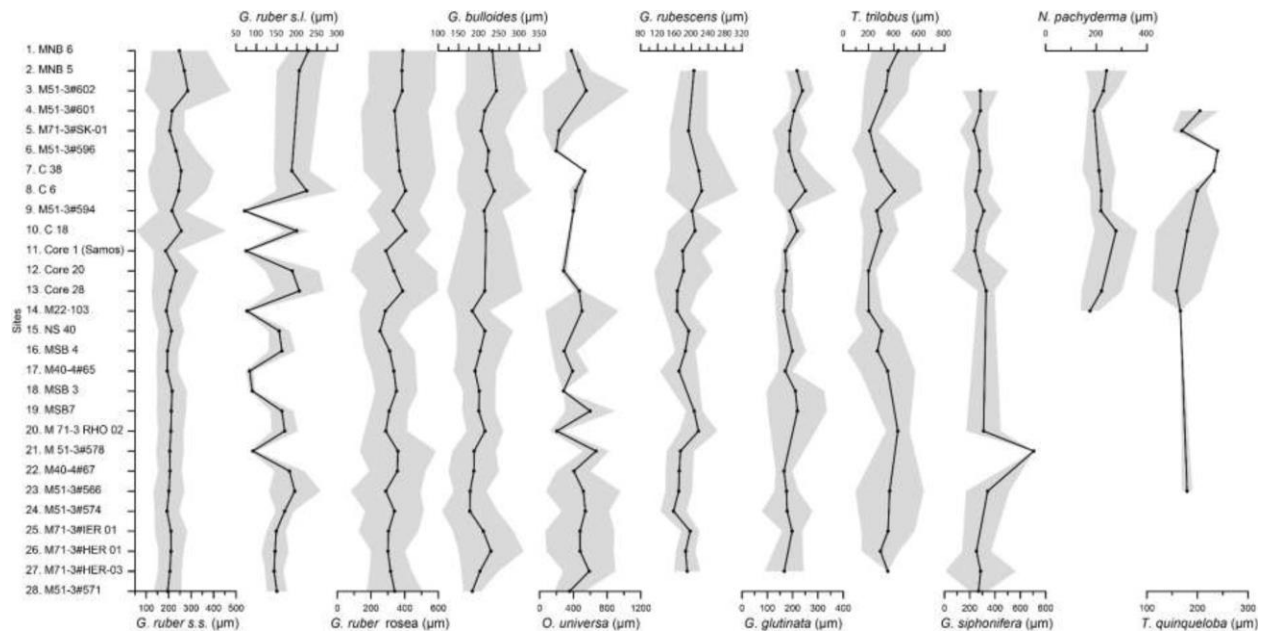 G. ruber s.l. (µm) G. bulloides (µm) G. rubescens (µm) T. trilobus (µm) N. pachyderma (µm)
50 100 150 200 250 300 100 150 200 250 300 350 80 120 160 200 240 280 320 0 200 400 600 800 0 200 400
Sites
1. MNB 6
2. MNB 5
3. M51-3#602
4. M51-3#601
5. M71-3#SK-01
6. M51-3#596
7. C 38
8. C 6
9. M51-3#594
10. C 18
11. Core 1 (Samos)
12. Core 20
13. Core 28
14. M22-103
15. NS 40
16. MSB 4
17. M40-4#65
18. MSB 3
19. MSB7
20. M 71-3 RHO 02
21. M 51-3#578
22. M40-4#67
23. M51-3#566
24. M51-3#574
25. M71-3#IER 01
26. M71-3#HER 01
27. M71-3#HER-03
28. M51-3#571
100 200 300 400 500 0 200 400 600 0 400 800 1200 0 100 200 300 400 0 200 400 600 800 100 200 300
G. ruber s.s. (µm) G. ruber rosea (µm) O. universa (µm) G. glutinata (µm) G. siphonifera (µm) T. quinqueloba (µm)